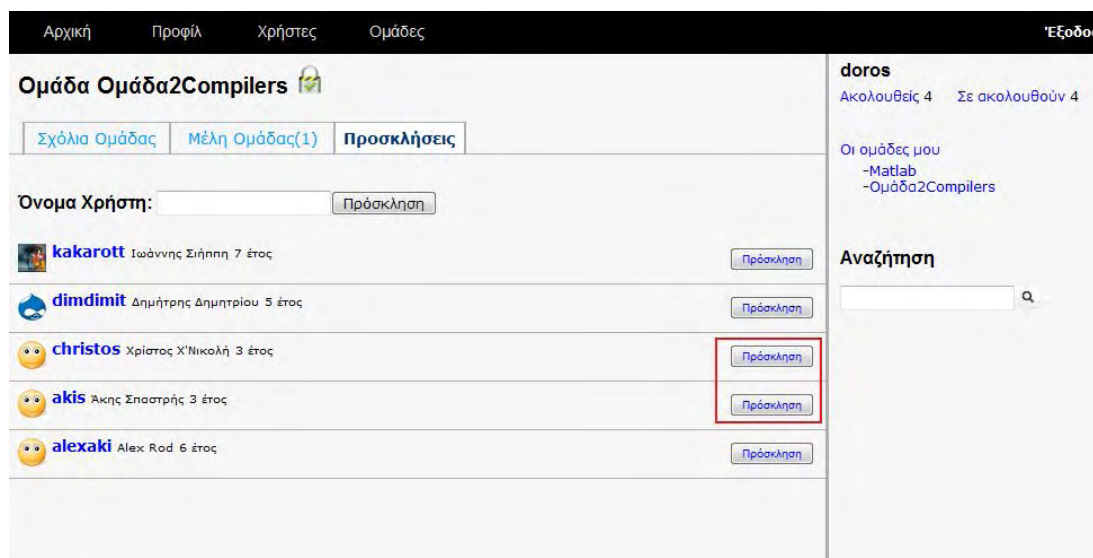 Αρχική Προφίλ Χρήστες Ομάδες Έξοδος
Ομάδα Ομάδα2Compilers
Σχόλια Ομάδας Μέλη Ομάδας(1) Προσκλήσεις
Όνομα Χρήστη: Πρόσκληση
kakarott Ιωάννης Σιήππη 7 έτος Πρόσκληση
dimdimit Δημήτρης Δημητρίου 5 έτος Πρόσκληση
christos Χρίστος Χ'Νικολή 3 έτος Πρόσκληση
akis Άκης Σπαστρής 3 έτος Πρόσκληση
alexaki Alex Rod 6 έτος Πρόσκληση
doros
Ακολουθείς 4 Σε ακολουθούν 4
Οι ομάδες μου
-Matlab
-Ομάδα2Compilers
Αναζήτηση